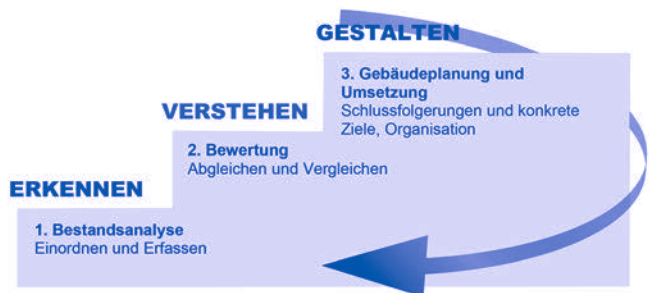 GESTALTEN
3. Gebäudeplanung und
Umsetzung
Schlussfolgerungen und konkrete
Ziele, Organisation
VERSTEHEN
2. Bewertung
Abgleichen und Vergleichen
ERKENNEN
1. Bestandsanalyse
Einordnen und Erfassen